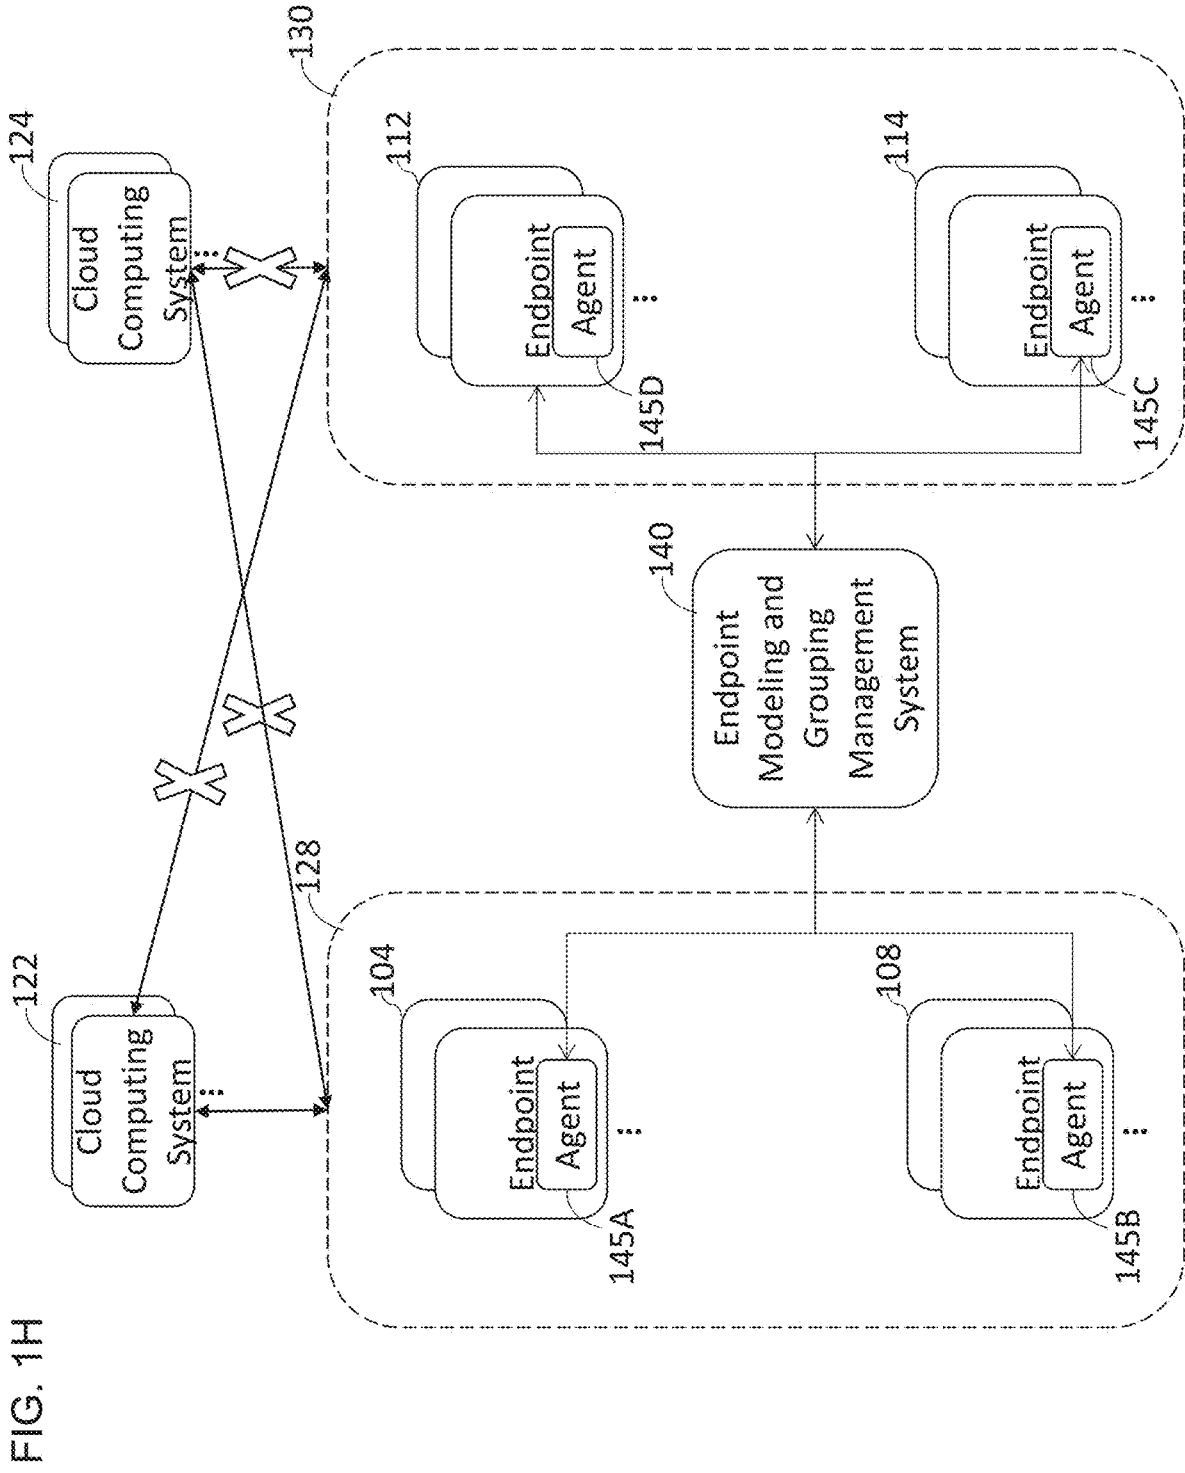 FIG. 1H
122
Cloud
Computing
System
...
124
Cloud
Computing
System
...
128
104
Endpoint
Agent
145A
...
108
Endpoint
Agent
145B
...
140
Endpoint
Modeling and
Grouping
Management
System
130
112
Endpoint
Agent
145D
...
114
Endpoint
Agent
145C
...